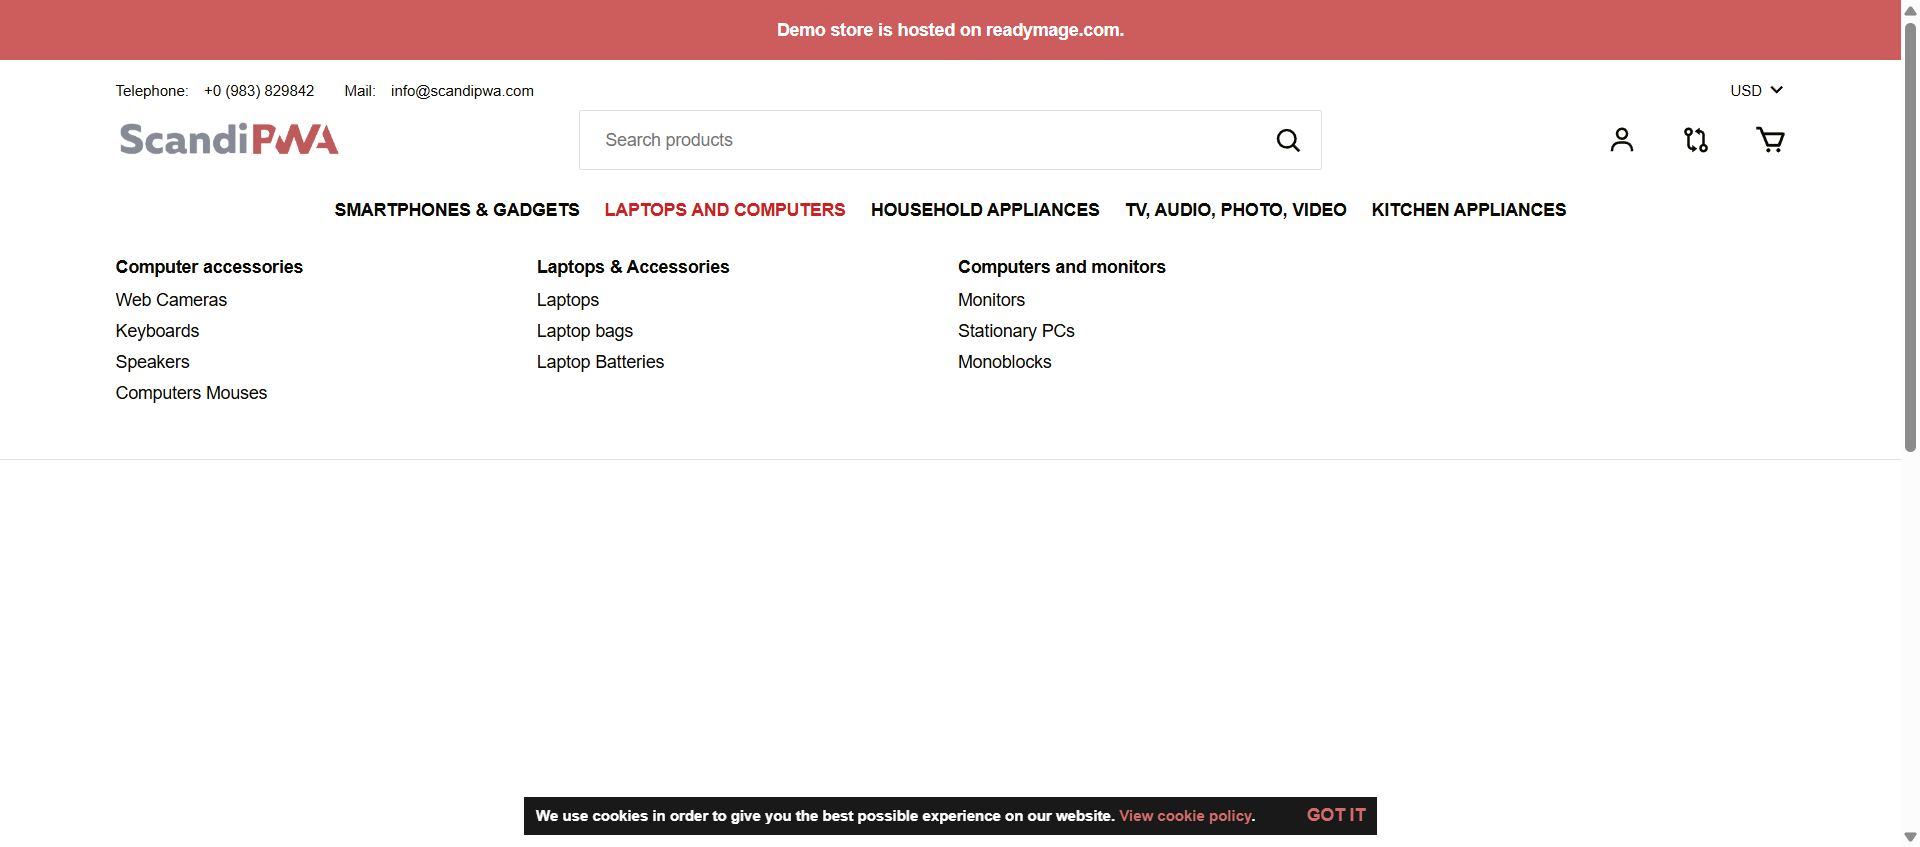 Demo store is hosted on readymage.com.
Telephone: +0 (983) 829842 Mail: info@scandipwa.com USD
ScandiPWA Search products
SMARTPHONES & GADGETS LAPTOPS AND COMPUTERS HOUSEHOLD APPLIANCES TV, AUDIO, PHOTO, VIDEO KITCHEN APPLIANCES
Computer accessories
Web Cameras
Keyboards
Speakers
Computers Mouses
Laptops & Accessories
Laptops
Laptop bags
Laptop Batteries
Computers and monitors
Monitors
Stationary PCs
Monoblocks
We use cookies in order to give you the best possible experience on our website. View cookie policy. GOT IT